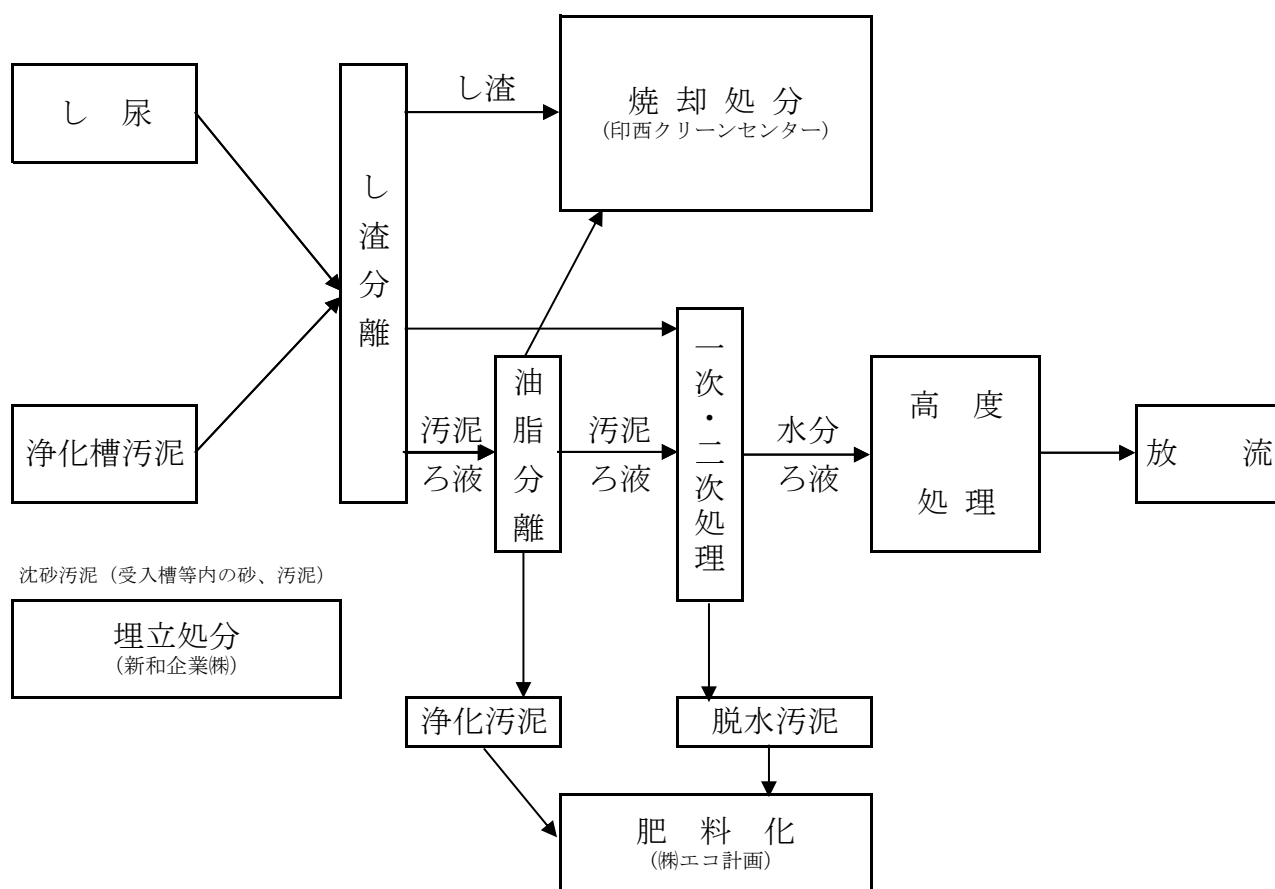 し尿
し渣
焼却処分
(印西クリーンセンター)
し渣分離
浄化槽汚泥
油脂分離
汚泥
ろ液
汚泥
ろ液
一次・二次処理
水分
ろ液
高度
処理
放流
沈砂汚泥（受入槽等内の砂、汚泥）
埋立処分
(新和企業㈱)
浄化汚泥
脱水汚泥
肥料化
(㈱エコ計画)